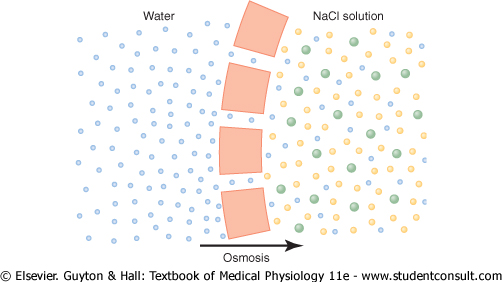 Water
NaCl solution
Osmosis
© Elsevier. Guyton & Hall: Textbook of Medical Physiology 11e - www.studentconsult.com